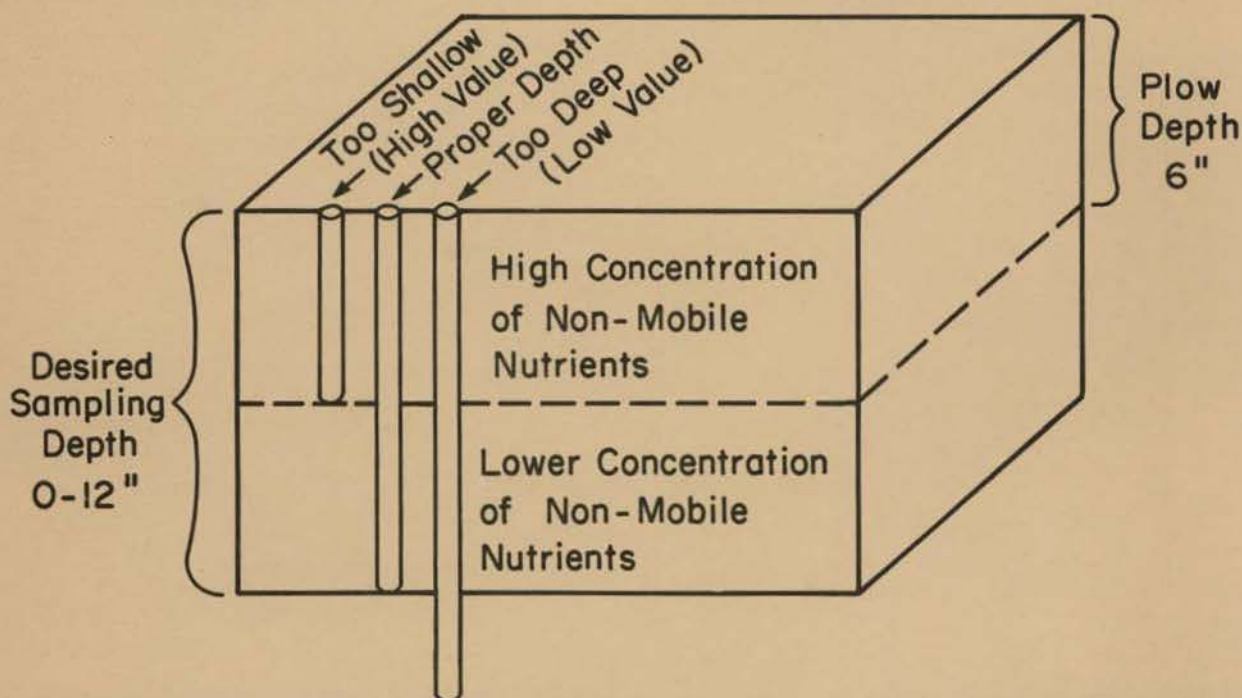 Too Shallow
(High Value)
Proper Depth
Too Deep
(Low Value)
Plow
Depth
6"
High Concentration
of Non-Mobile
Nutrients
Desired
Sampling
Depth
0-12"
Lower Concentration
of Non-Mobile
Nutrients